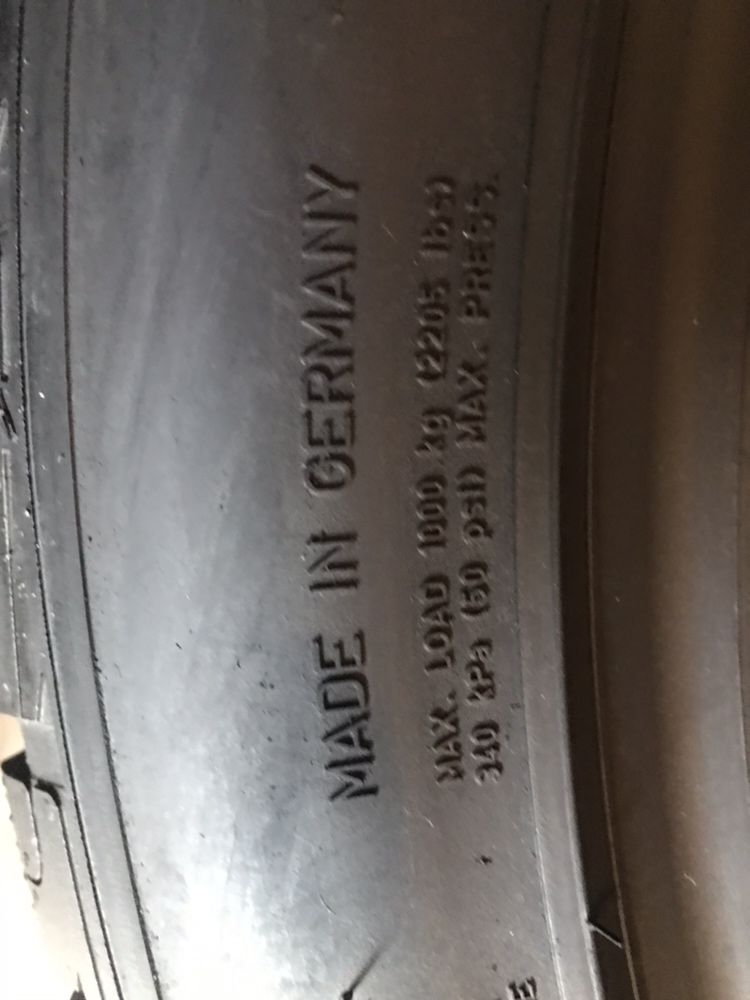 MADE IN GERMANY
MAX. LOAD 1000 kg (2205 lbs)
340 kPa (50 psi) MAX. PRESS.